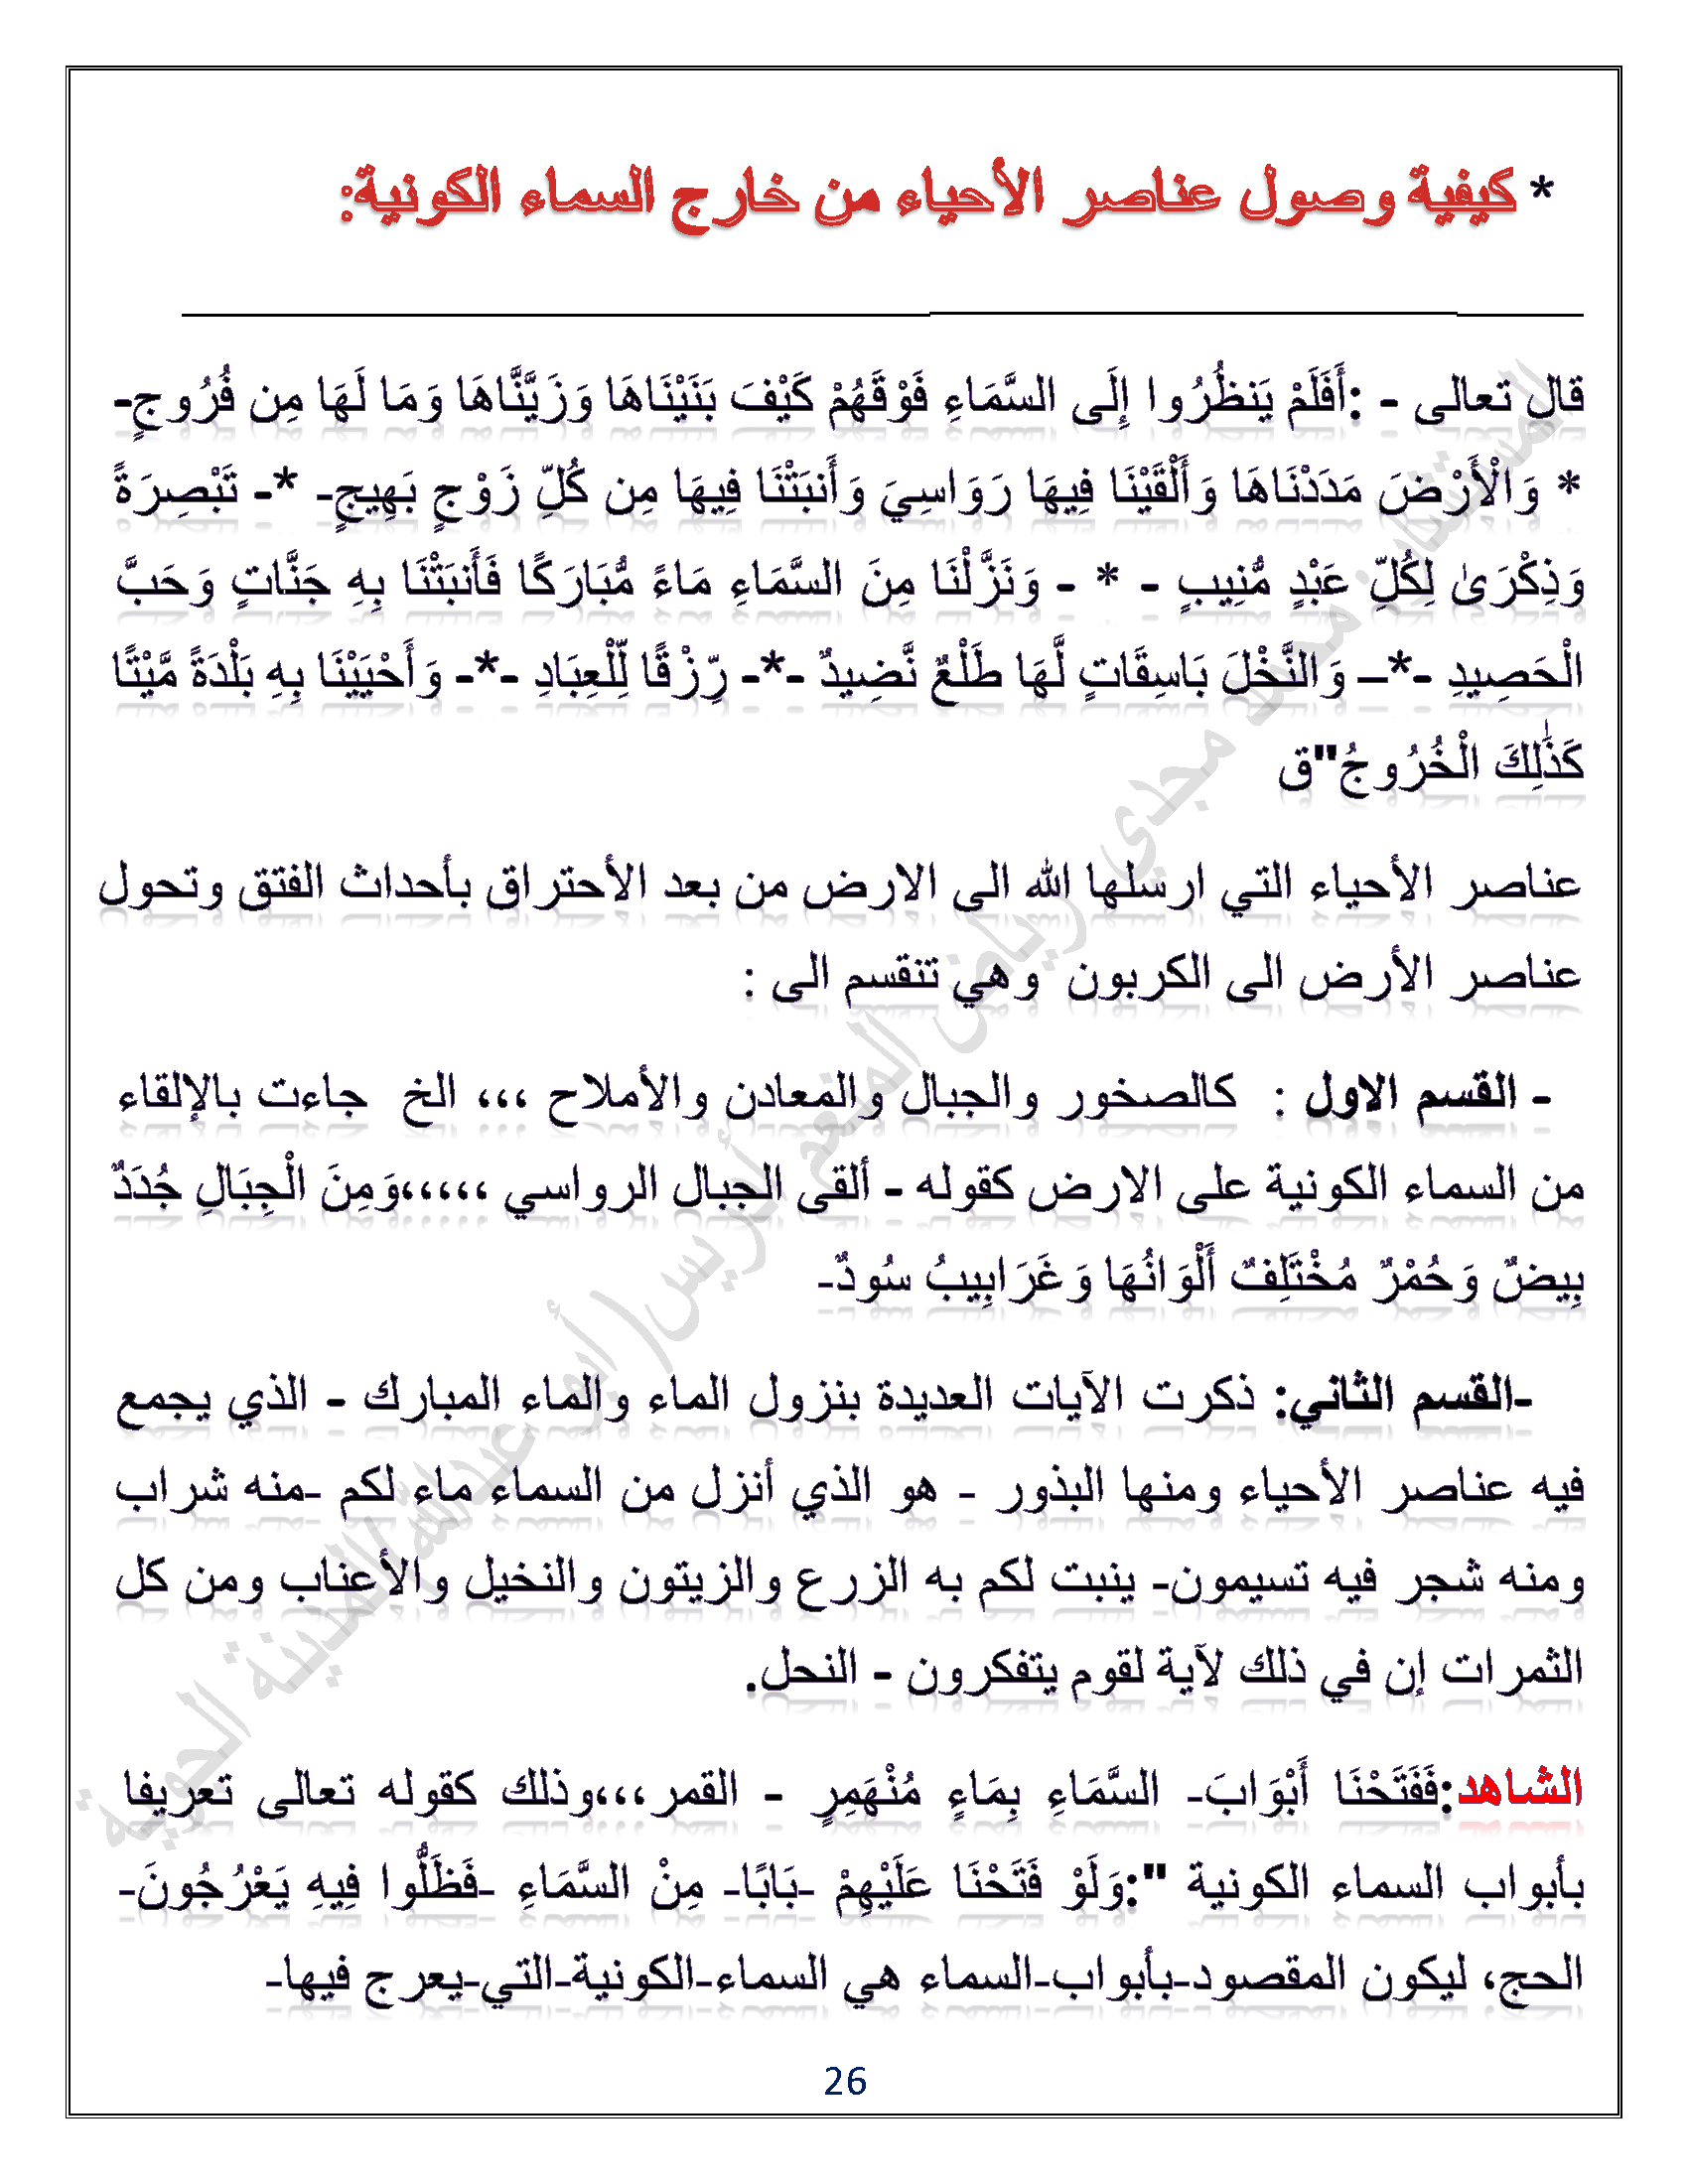 * كيفية وصول عناصر الأحياء من خارج السماء الكونية:
قال تعالى - :أَفَلَمْ يَنظُرُوا إِلَى السَّمَاءِ فَوْقَهُمْ كَيْفَ بَنَيْنَاهَا وَزَيَّنَّاهَا وَمَا لَهَا مِن فُرُوجٍ-
* وَالْأَرْضَ مَدَدْنَاهَا وَأَلْقَيْنَا فِيهَا رَوَاسِيَ وَأَنبَتْنَا فِيهَا مِن كُلِّ زَوْجٍ بَهِيجٍ- *- تَبْصِرَةً
وَذِكْرَىٰ لِكُلِّ عَبْدٍ مُّنِيبٍ - * - وَنَزَّلْنَا مِنَ السَّمَاءِ مَاءً مُّبَارَكًا فَأَنبَتْنَا بِهِ جَنَّاتٍ وَحَبَّ
الْحَصِيدِ -*– وَالنَّخْلَ بَاسِقَاتٍ لَّهَا طَلْعٌ نَّضِيدٌ -*- رِّزْقًا لِّلْعِبَادِ -*- وَأَحْيَيْنَا بِهِ بَلْدَةً مَّيْتًا
كَذَٰلِكَ الْخُرُوجُ"ق
عناصر الأحياء التي ارسلها الله الى الارض من بعد الأحتراق بأحداث الفتق وتحول
عناصر الأرض الى الكربون وهي تنقسم الى :
- القسم الاول : كالصخور والجبال والمعادن والأملاح ،،، الخ جاءت بالإلقاء
من السماء الكونية على الارض كقوله - ألقى الجبال الرواسي ،،،،،وَمِنَ الْجِبَالِ جُدَدٌ
بِيضٌ وَحُمْرٌ مُخْتَلِفٌ أَلْوَانُهَا وَغَرَابِيبُ سُودٌ-
-القسم الثاني: ذكرت الآيات العديدة بنزول الماء والماء المبارك - الذي يجمع
فيه عناصر الأحياء ومنها البذور - هو الذي أنزل من السماء ماء لكم -منه شراب
ومنه شجر فيه تسيمون- ينبت لكم به الزرع والزيتون والنخيل والأعناب ومن كل
الثمرات إن في ذلك لآية لقوم يتفكرون - النحل.
الشاهد:فَفَتَحْنَا أَبْوَابَ- السَّمَاءِ بِمَاءٍ مُنْهَمِرٍ - القمر،،،وذلك كقوله تعالى تعريفا
بأبواب السماء الكونية ":وَلَوْ فَتَحْنَا عَلَيْهِمْ -بَابًا- مِنْ السَّمَاءِ -فَظَلُّوا فِيهِ يَعْرُجُونَ-
الحج، ليكون المقصود-بأبواب-السماء هي السماء-الكونية-التي-يعرج فيها-
26